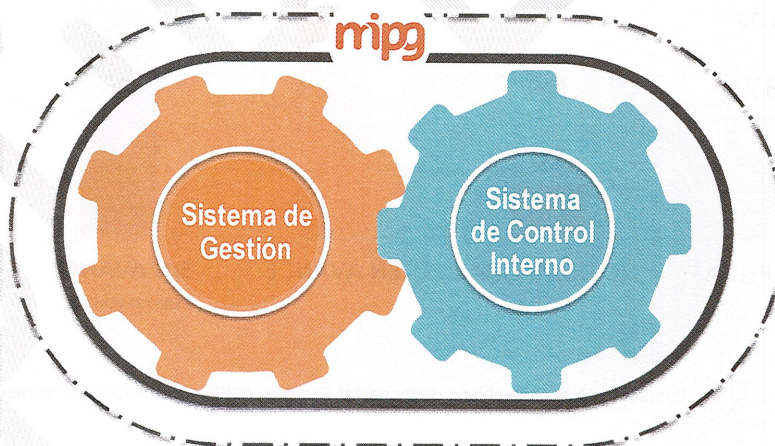 mipg
Sistema de
Gestión
Sistema
de Control
Interno